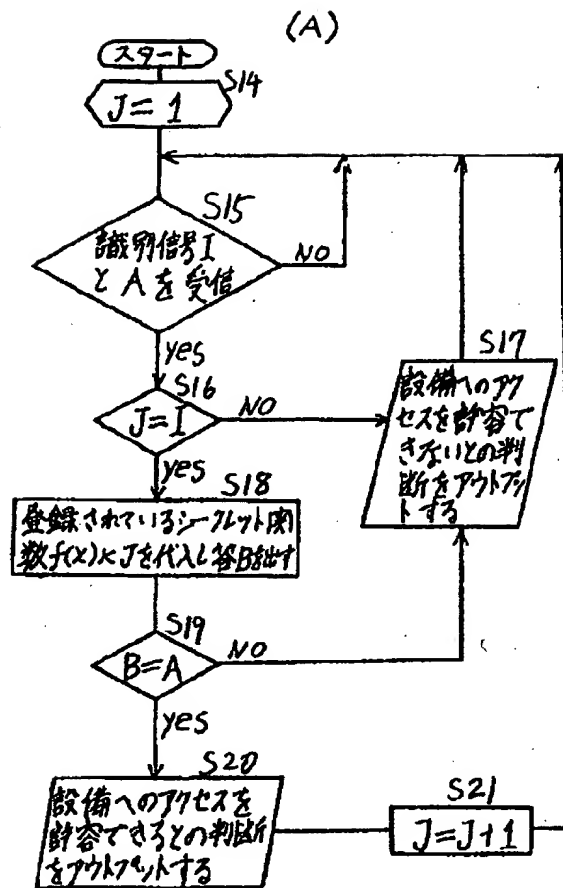 (A)
スタート
S14
J=1
S15
識別信号I
とAを受信
NO
yes
S16
J=I
NO
yes
S17
設備へのアク
セスを許容で
きないとの判
断をアウトプット
する
S18
登録されているシークレット関
数f(x)にJを代入し答Bを出す
S19
B=A
NO
yes
S20
設備へのアクセスを
許容できるとの判断
をアウトプットする
S21
J=J+1